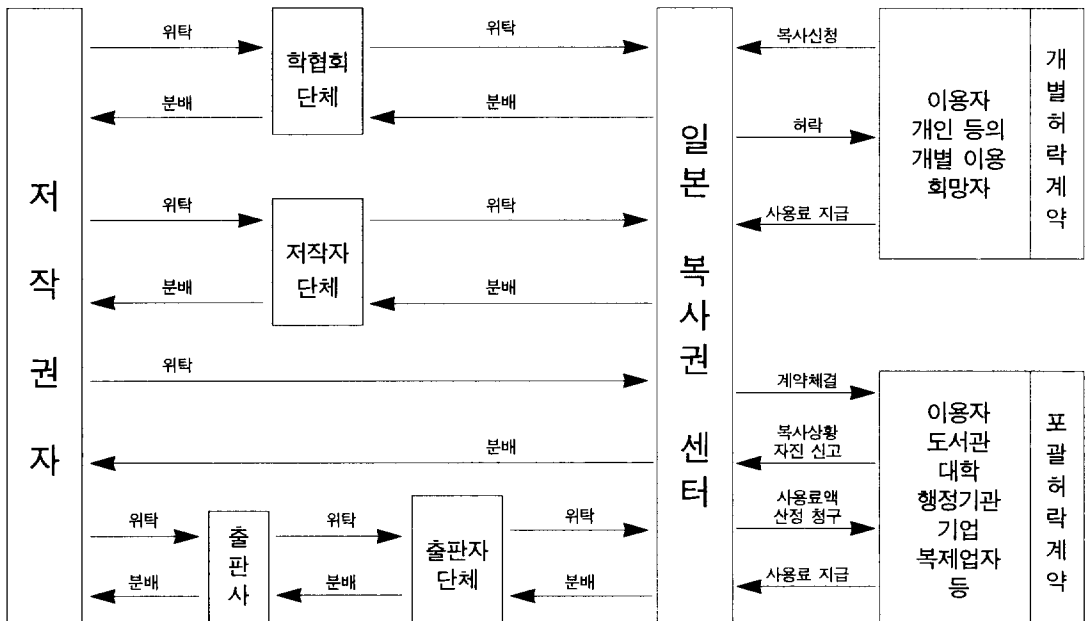 저작권자
위탁
분배
학협회
단체
위탁
분배
위탁
분배
저작자
단체
위탁
분배
위탁
분배
위탁
분배
출판사
위탁
분배
출판자
단체
위탁
분배
일본 복사권 센터
복사신청
허락
사용료 지급
이용자
개인 등의
개별 이용
희망자
개별허락계약
계약체결
복사상황
자진 신고
사용료액
산정 청구
사용료 지급
이용자
도서관
대학
행정기관
기업
복제업자
등
포괄허락계약